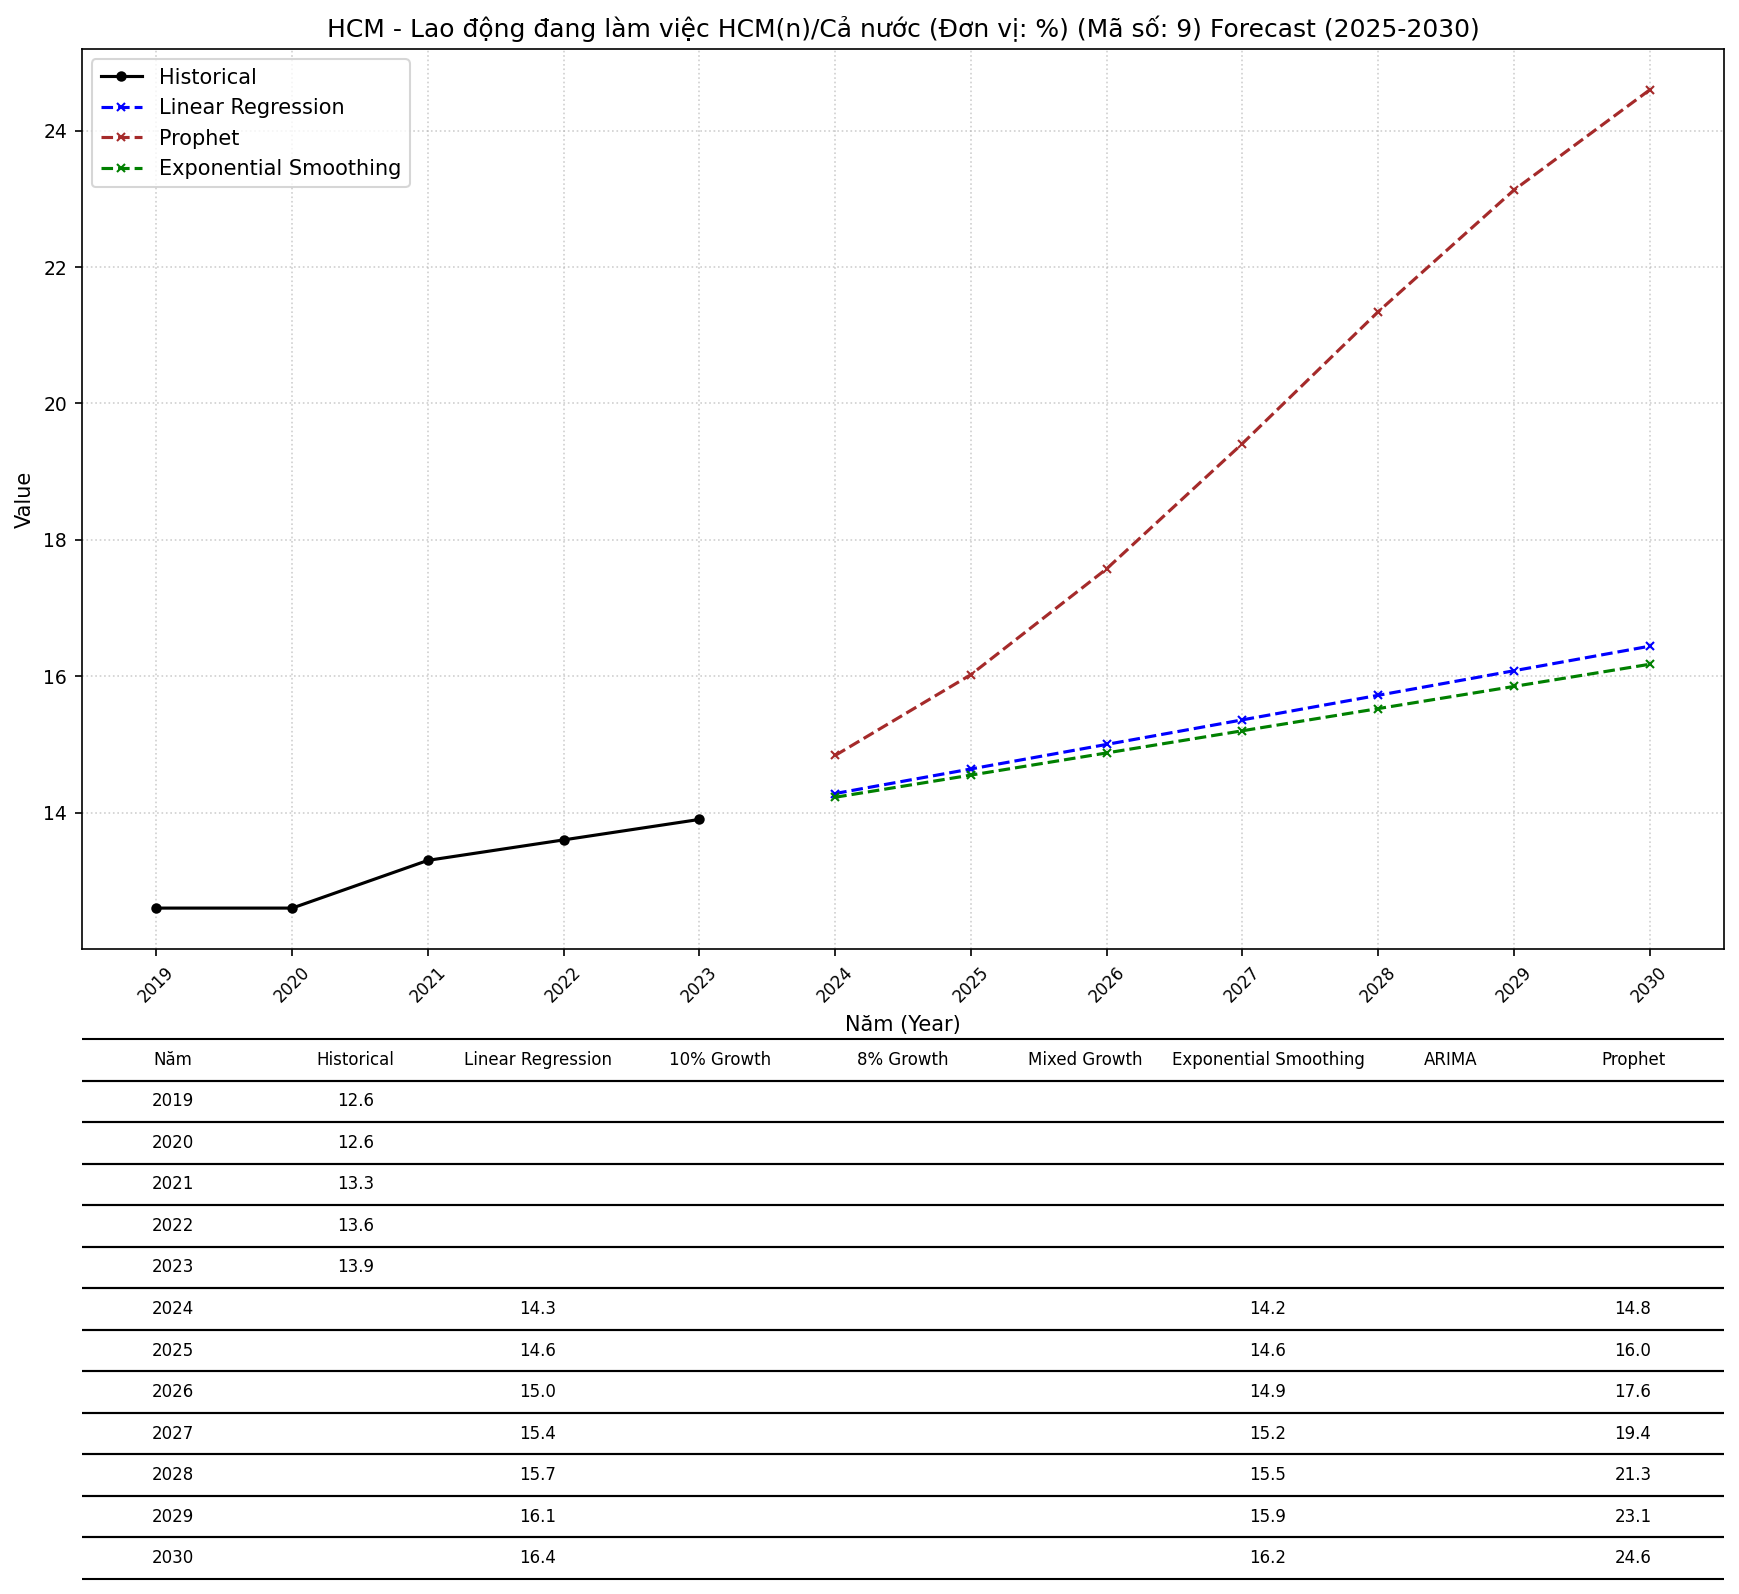 HCM - Lao động đang làm việc HCM(n)/Cả nước (Đơn vị: %) (Mã số: 9) Forecast (2025-2030)
Historical
Linear Regression
Prophet
Exponential Smoothing
Value
24
22
20
18
16
14
2019 2020 2021 2022 2023 2024 2025 2026 2027 2028 2029 2030
Năm (Year)
Năm Historical Linear Regression 10% Growth 8% Growth Mixed Growth Exponential Smoothing ARIMA Prophet
2019 12.6
2020 12.6
2021 13.3
2022 13.6
2023 13.9
2024 14.3 14.2 14.8
2025 14.6 14.6 16.0
2026 15.0 14.9 17.6
2027 15.4 15.2 19.4
2028 15.7 15.5 21.3
2029 16.1 15.9 23.1
2030 16.4 16.2 24.6